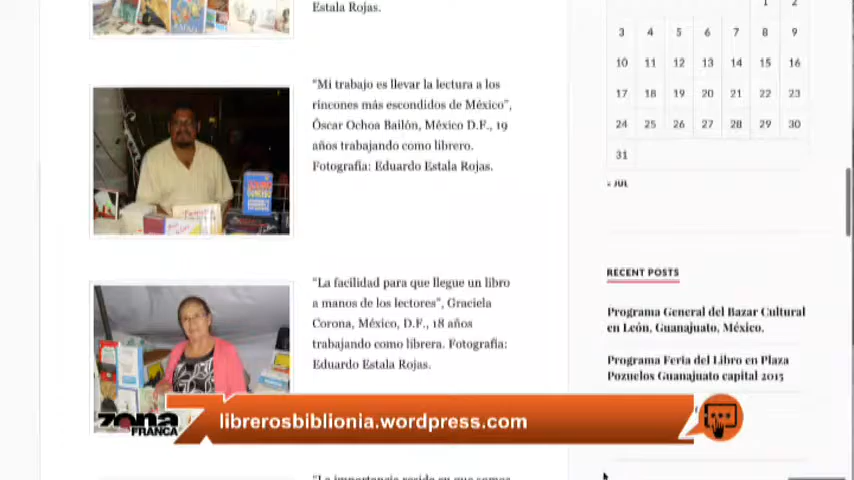 Estala Rojas.
“Mi trabajo es llevar la lectura a los
rincones más escondidos de México”,
Óscar Ochoa Bailón, México D.F., 19
años trabajando como librero.
Fotografía: Eduardo Estala Rojas.
“La facilidad para que llegue un libro
a manos de los lectores”, Graciela
Corona, México, D.F., 18 años
trabajando como librera. Fotografía:
Eduardo Estala Rojas.
1 2
3 4 5 6 7 8 9
10 11 12 13 14 15 16
17 18 19 20 21 22 23
24 25 26 27 28 29 30
31
« JUL
RECENT POSTS
Programa General del Bazar Cultural
en León, Guanajuato, México.
Programa Feria del Libro en Plaza
Pozuelos Guanajuato capital 2015
ZONA
FRANCA
librerosbiblionia.wordpress.com